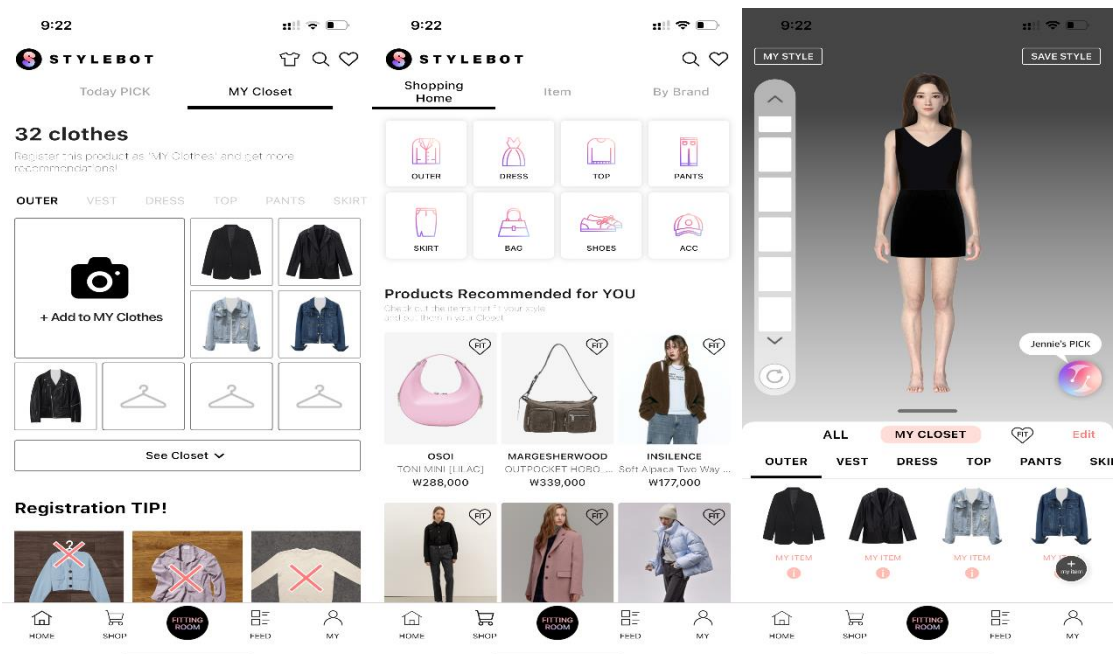 9:22
STYLEBOT
Today PICK MY Closet
32 clothes
Register this product as 'MY Clothes' and get more
recommendations!
OUTER VEST DRESS TOP PANTS SKIRT
+ Add to MY Clothes
See Closet
Registration TIP!
2
HOME SHOP FITTING ROOM FEED MY
9:22
STYLEBOT
Shopping
Home
Item By Brand
OUTER DRESS TOP PANTS
SKIRT BAG SHOES ACC
Products Recommended for YOU
Check out the items that fit your style
and put them in your Closet
FIT FIT FIT
OSOI MARGESHERWOOD INSILENCE
TONI MINI [LILAC] OUTPOCKET HOBO_... Soft Alpaca Two Way ...
₩288,000 ₩339,000 ₩177,000
FIT FIT FIT
HOME SHOP FITTING ROOM FEED MY
9:22
MY STYLE SAVE STYLE
Jennie's PICK
ALL MY CLOSET FIT Edit
OUTER VEST DRESS TOP PANTS SKI
MY ITEM MY ITEM MY ITEM MY
+
my item
HOME SHOP FITTING ROOM FEED MY